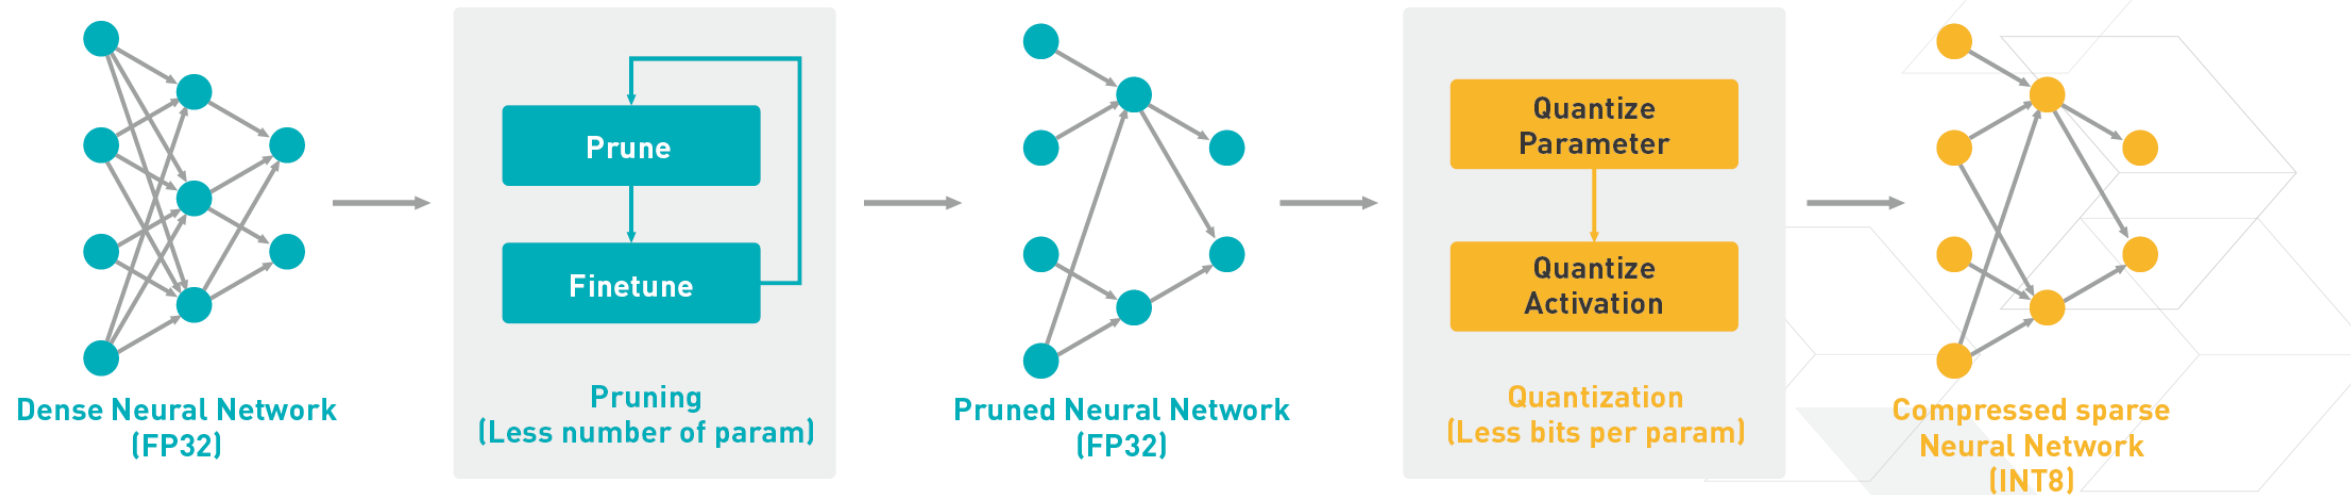 Dense Neural Network
(FP32)
Prune
Finetune
Pruning
(Less number of param)
Pruned Neural Network
(FP32)
Quantize
Parameter
Quantize
Activation
Quantization
(Less bits per param)
Compressed sparse
Neural Network
(INT8)